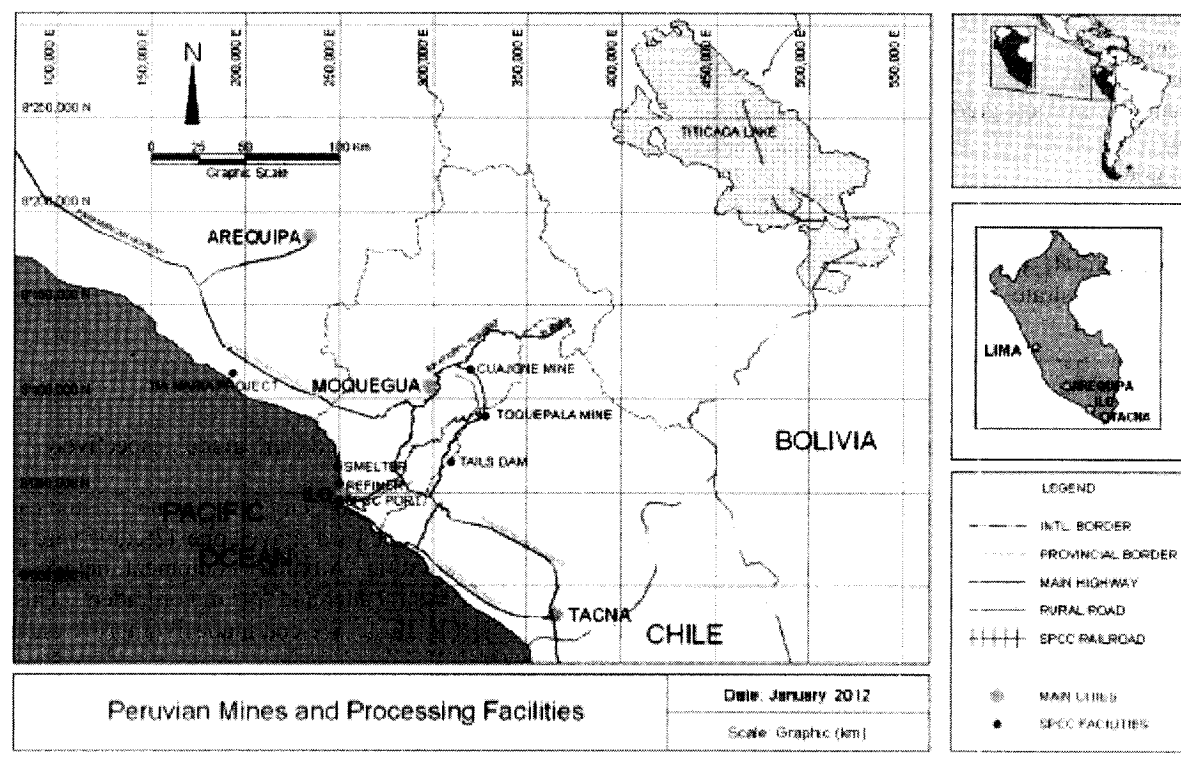 100,000 E
150,000 E
200,000 E
250,000 E
300,000 E
350,000 E
400,000 E
450,000 E
500,000 E
550,000 E
N
8'250,000 N
0 25 50 100 Km
Graphic Scale
TITICACA LAKE
AREQUIPA
MOQUEGUA
CUAJONE MINE
TOQUEPALA MINE
TAILS DAM
SMELTER
ILO
PACIFIC
OCEAN
BOLIVIA
TACNA
CHILE
LIMA
AREQUIPA
ILO
TACNA
LEGEND
INTL. BORDER
PROVINCIAL BORDER
MAIN HIGHWAY
RURAL ROAD
SPCC RAILROAD
MAIN CITIES
SPCC FACILITIES
Peruvian Mines and Processing Facilities
Date: January 2012
Scale: Graphic (km)